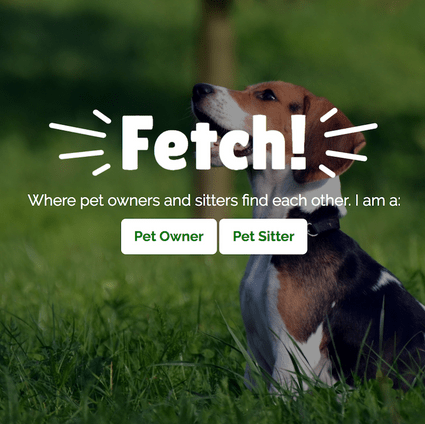 Fetch!
Where pet owners and sitters find each other. I am a:
Pet Owner Pet Sitter